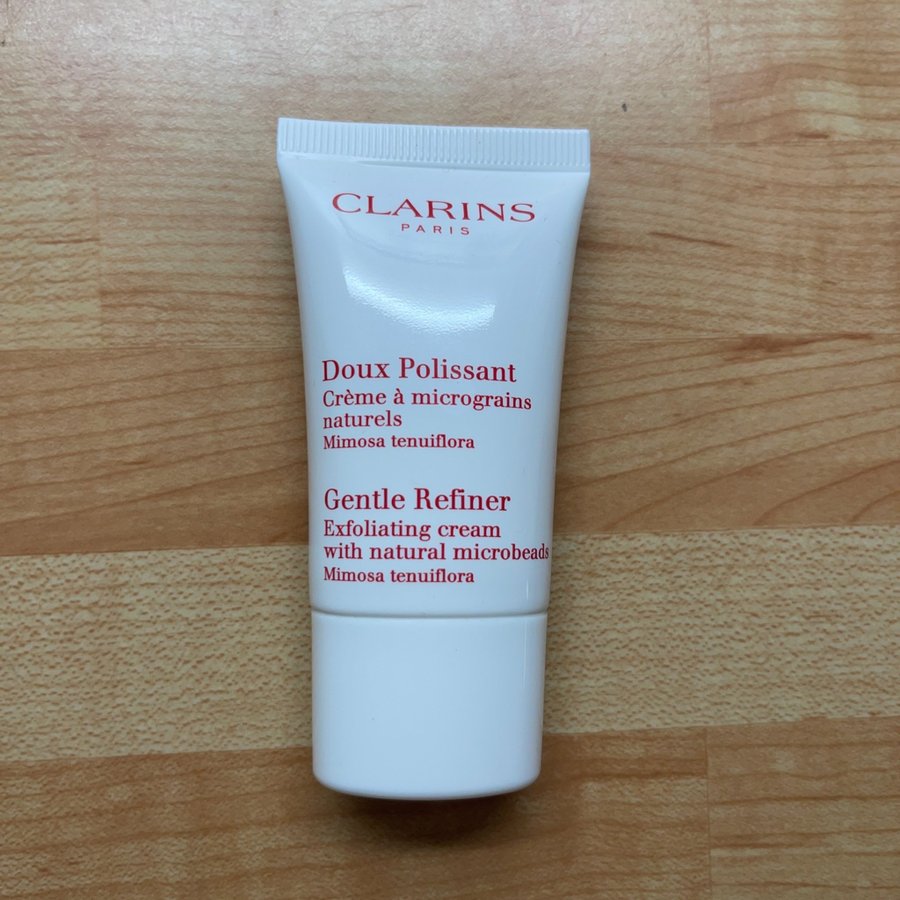 CLARINS
PARIS
Doux Polissant
Crème à micrograins
naturels
Mimosa tenuiflora
Gentle Refiner
Exfoliating cream
with natural microbeads
Mimosa tenuiflora